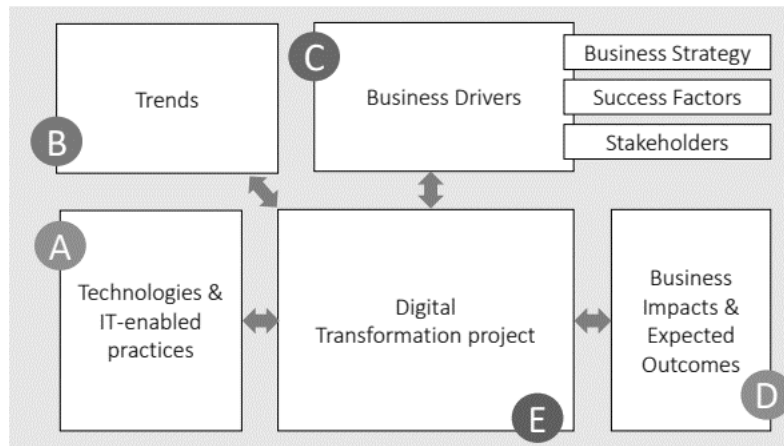 Trends
B
C
Business Drivers
Business Strategy
Success Factors
Stakeholders
A
Technologies &
IT-enabled
practices
Digital
Transformation project
E
Business
Impacts &
Expected
Outcomes
D